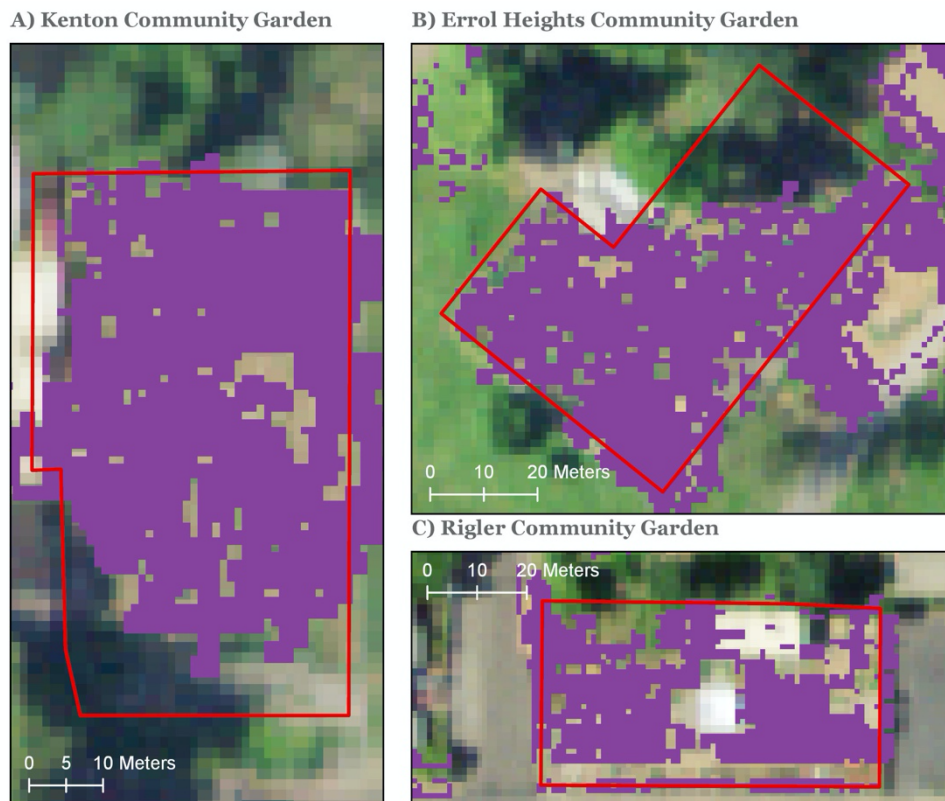 A) Kenton Community Garden
0 5 10 Meters
B) Errol Heights Community Garden
0 10 20 Meters
C) Rigler Community Garden
0 10 20 Meters